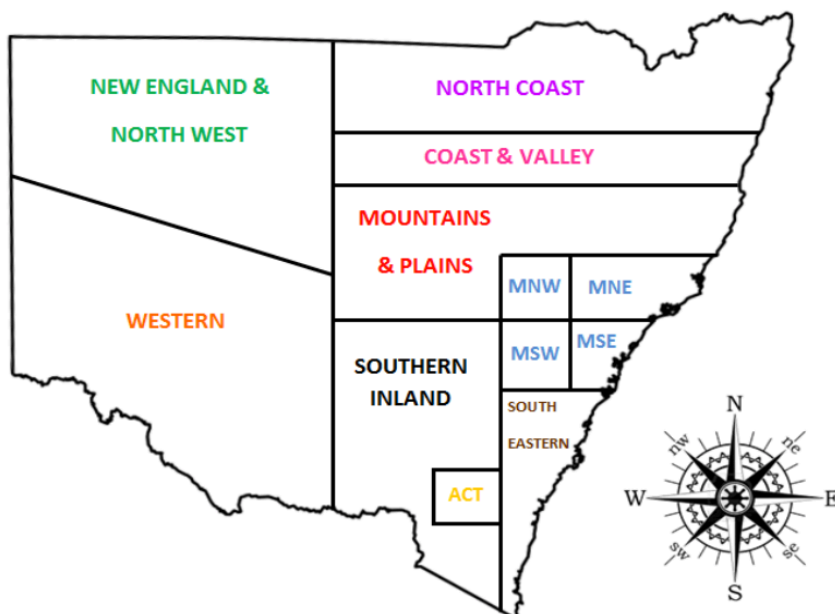 NEW ENGLAND &
NORTH WEST
NORTH COAST
COAST & VALLEY
MOUNTAINS
& PLAINS
MNW
MNE
WESTERN
MSW
MSE
SOUTHERN
INLAND
SOUTH
EASTERN
ACT
N
nw
ne
W
E
sw
se
S